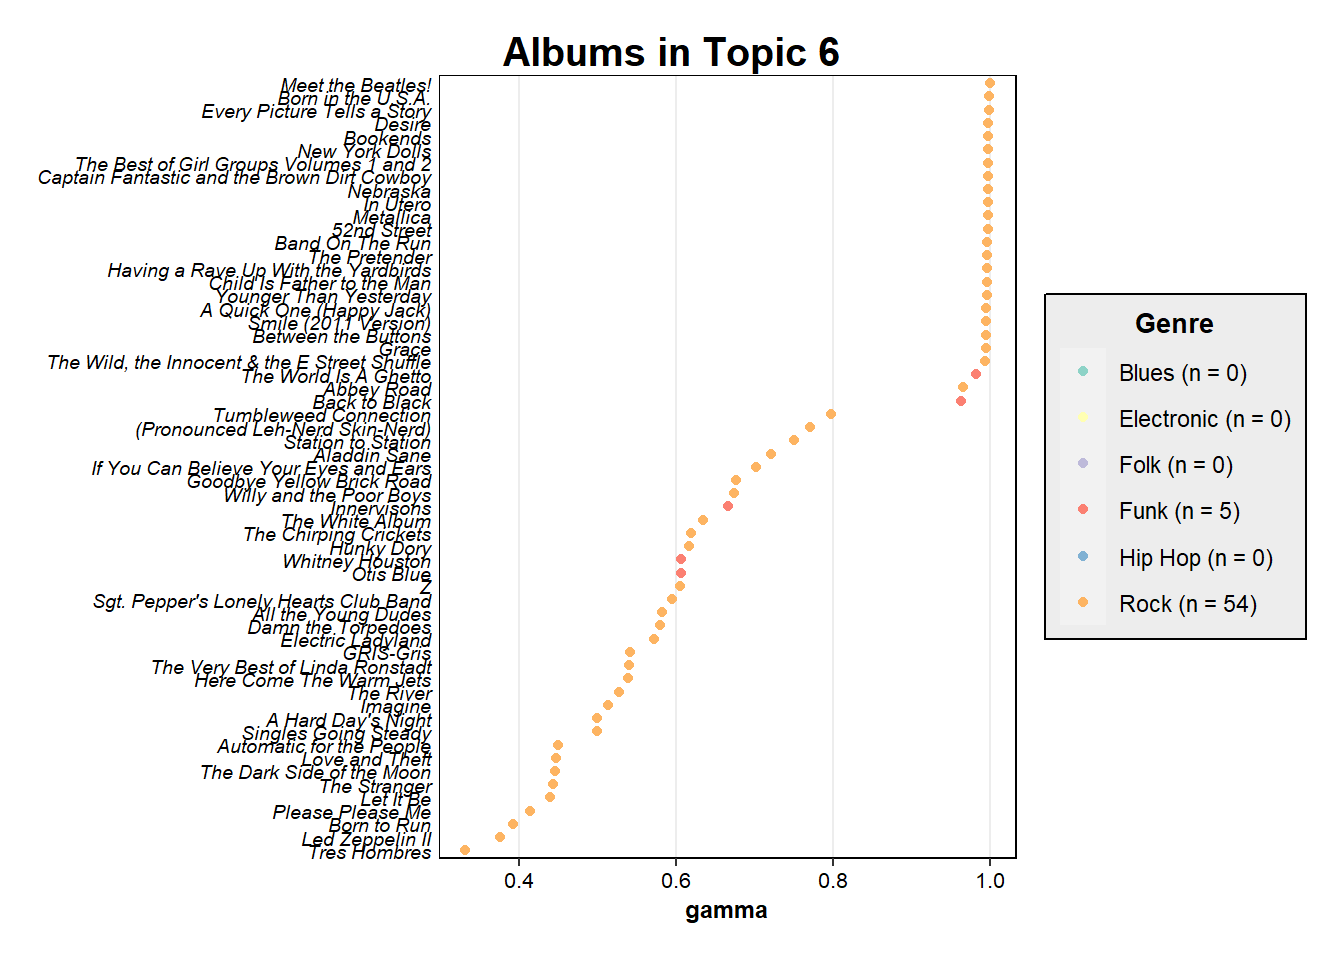 Albums in Topic 6
Meet the Beatles!
Born in the U.S.A.
Every Picture Tells a Story
Desire
Bookends
New York Dolls
The Best of Girl Groups Volumes 1 and 2
Captain Fantastic and the Brown Dirt Cowboy
Nebraska
In Utero
Metallica
52nd Street
Band On The Run
The Pretender
Having a Rave Up With the Yardbirds
Child Is Father to the Man
Younger Than Yesterday
A Quick One (Happy Jack)
Smile (2011 Version)
Between the Buttons
Grace
The Wild, the Innocent & the E Street Shuffle
The World Is A Ghetto
Abbey Road
Back to Black
Tumbleweed Connection
(Pronounced Leh-Nerd Skin-Nerd)
Station to Station
Aladdin Sane
If You Can Believe Your Eyes and Ears
Goodbye Yellow Brick Road
Willy and the Poor Boys
Innervisons
The White Album
The Chirping Crickets
Hunky Dory
Whitney Houston
Otis Blue
Z
Sgt. Pepper's Lonely Hearts Club Band
All the Young Dudes
Damn the Torpedoes
Electric Ladyland
GRIS-Gris
The Very Best of Linda Ronstadt
Here Come The Warm Jets
The River
Imagine
A Hard Day's Night
Singles Going Steady
Automatic for the People
Love and Theft
The Dark Side of the Moon
The Stranger
Let It Be
Please Please Me
Born to Run
Led Zeppelin II
Tres Hombres
0.4 0.6 0.8 1.0
gamma
Genre
Blues (n = 0)
Electronic (n = 0)
Folk (n = 0)
Funk (n = 5)
Hip Hop (n = 0)
Rock (n = 54)